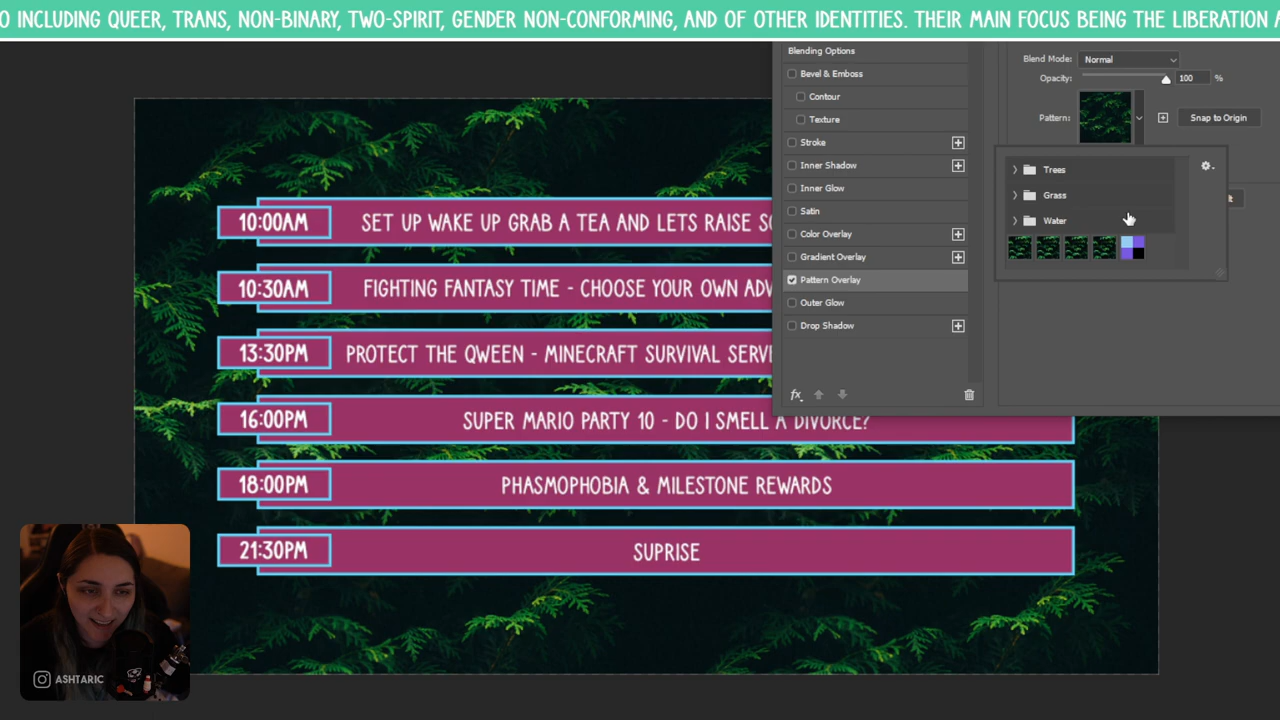 O INCLUDING QUEER, TRANS, NON-BINARY, TWO-SPIRIT, GENDER NON-CONFORMING, AND OF OTHER IDENTITIES. THEIR MAIN FOCUS BEING THE LIBERATION
Blending Options
Bevel & Emboss
Contour
Texture
Stroke
Inner Shadow
Inner Glow
Satin
Color Overlay
Gradient Overlay
Pattern Overlay
Outer Glow
Drop Shadow
fx
Blend Mode: Normal
Opacity: 100 %
Pattern: Snap to Origin
Trees
Grass
Water
10:00AM SET UP WAKE UP GRAB A TEA AND LETS RAISE
10:30AM FIGHTING FANTASY TIME - CHOOSE YOUR OWN
13:30PM PROTECT THE QWEEN - MINECRAFT SURVIVAL
16:00PM SUPER MARIO PARTY 10 - DO I SMELL A DIVORCE?
18:00PM PHASMOPHOBIA & MILESTONE REWARDS
21:30PM SUPRISE
ASHTARIC